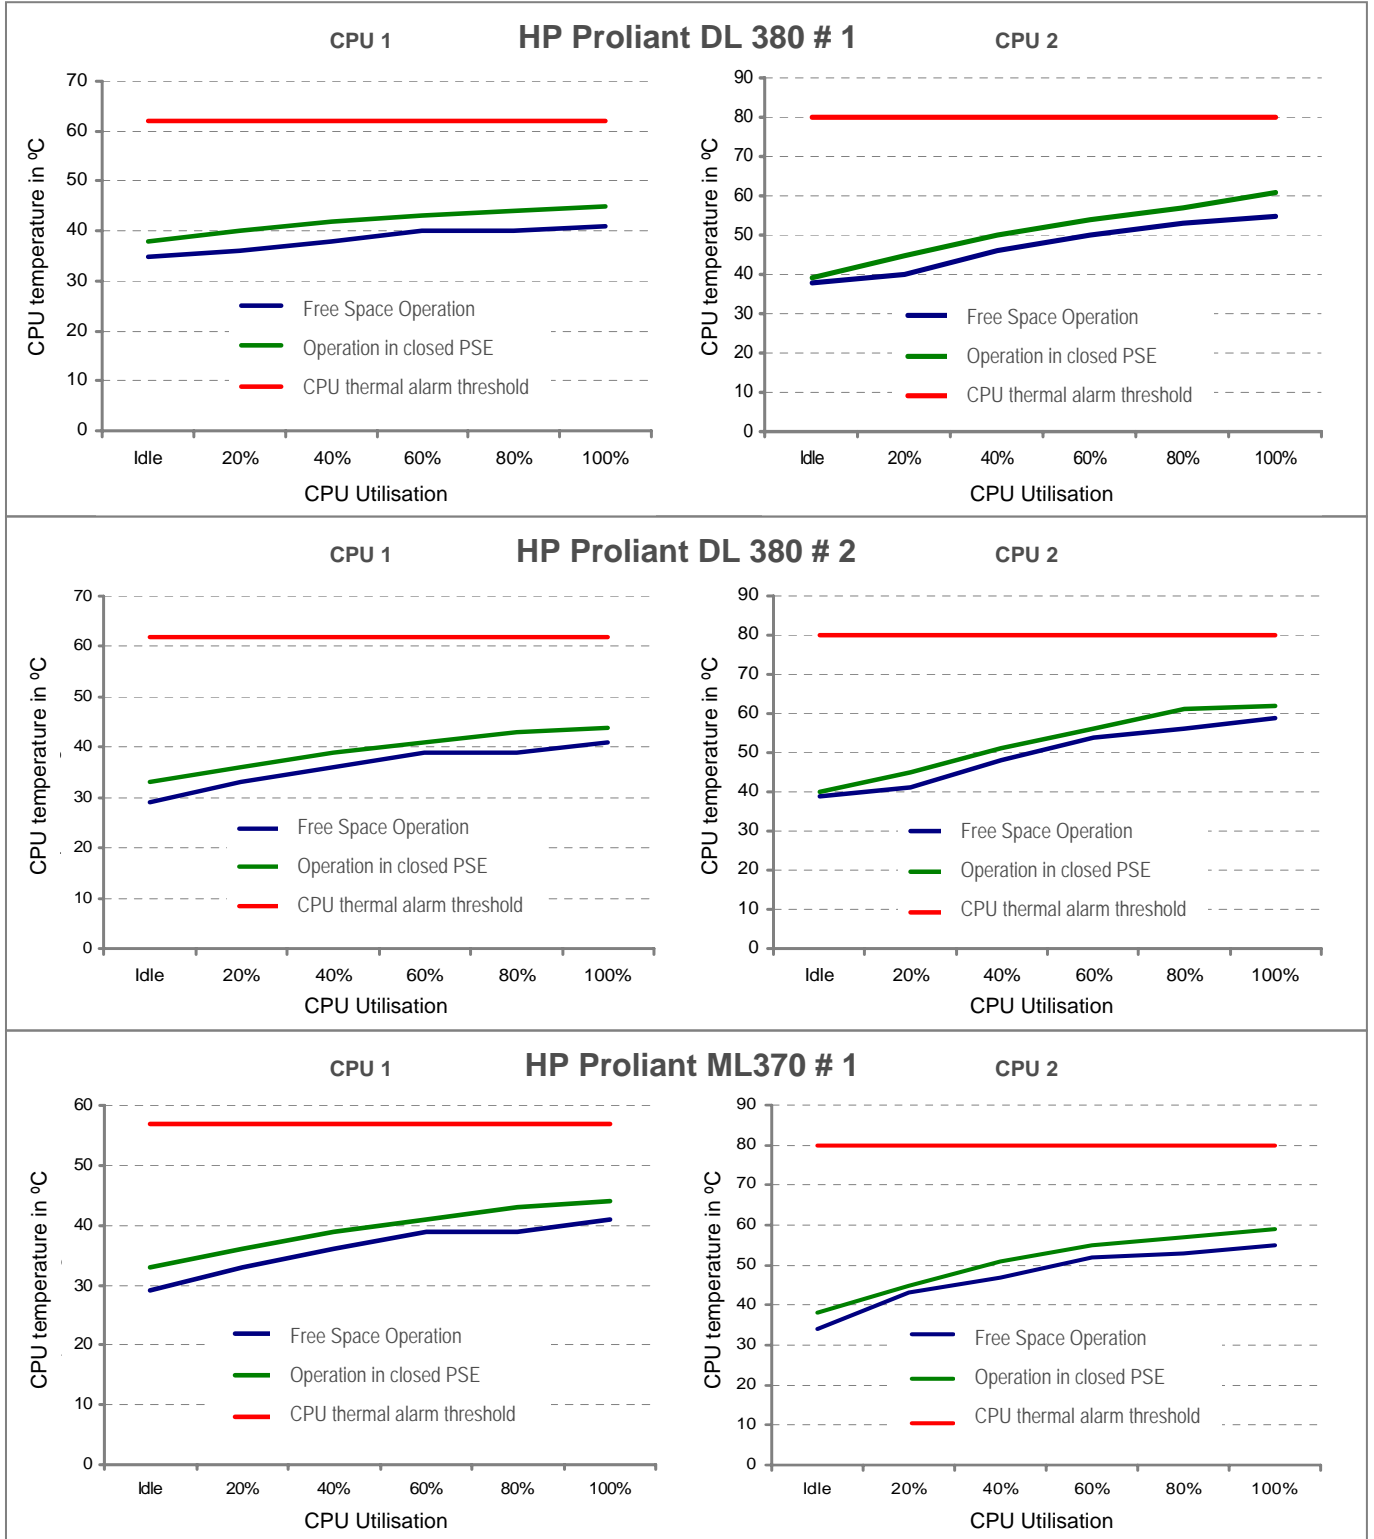 CPU 1 HP Proliant DL 380 # 1 CPU 2
CPU temperature in ºC
70
60
50
40
30
20
10
0
Free Space Operation
Operation in closed PSE
CPU thermal alarm threshold
Idle 20% 40% 60% 80% 100%
CPU Utilisation
CPU temperature in ºC
90
80
70
60
50
40
30
20
10
0
Free Space Operation
Operation in closed PSE
CPU thermal alarm threshold
Idle 20% 40% 60% 80% 100%
CPU Utilisation
CPU 1 HP Proliant DL 380 # 2 CPU 2
CPU temperature in ºC
70
60
50
40
30
20
10
0
Free Space Operation
Operation in closed PSE
CPU thermal alarm threshold
Idle 20% 40% 60% 80% 100%
CPU Utilisation
CPU temperature in ºC
90
80
70
60
50
40
30
20
10
0
Free Space Operation
Operation in closed PSE
CPU thermal alarm threshold
Idle 20% 40% 60% 80% 100%
CPU Utilisation
CPU 1 HP Proliant ML370 # 1 CPU 2
CPU temperature in ºC
60
50
40
30
20
10
0
Free Space Operation
Operation in closed PSE
CPU thermal alarm threshold
Idle 20% 40% 60% 80% 100%
CPU Utilisation
CPU temperature in ºC
90
80
70
60
50
40
30
20
10
0
Free Space Operation
Operation in closed PSE
CPU thermal alarm threshold
Idle 20% 40% 60% 80% 100%
CPU Utilisation